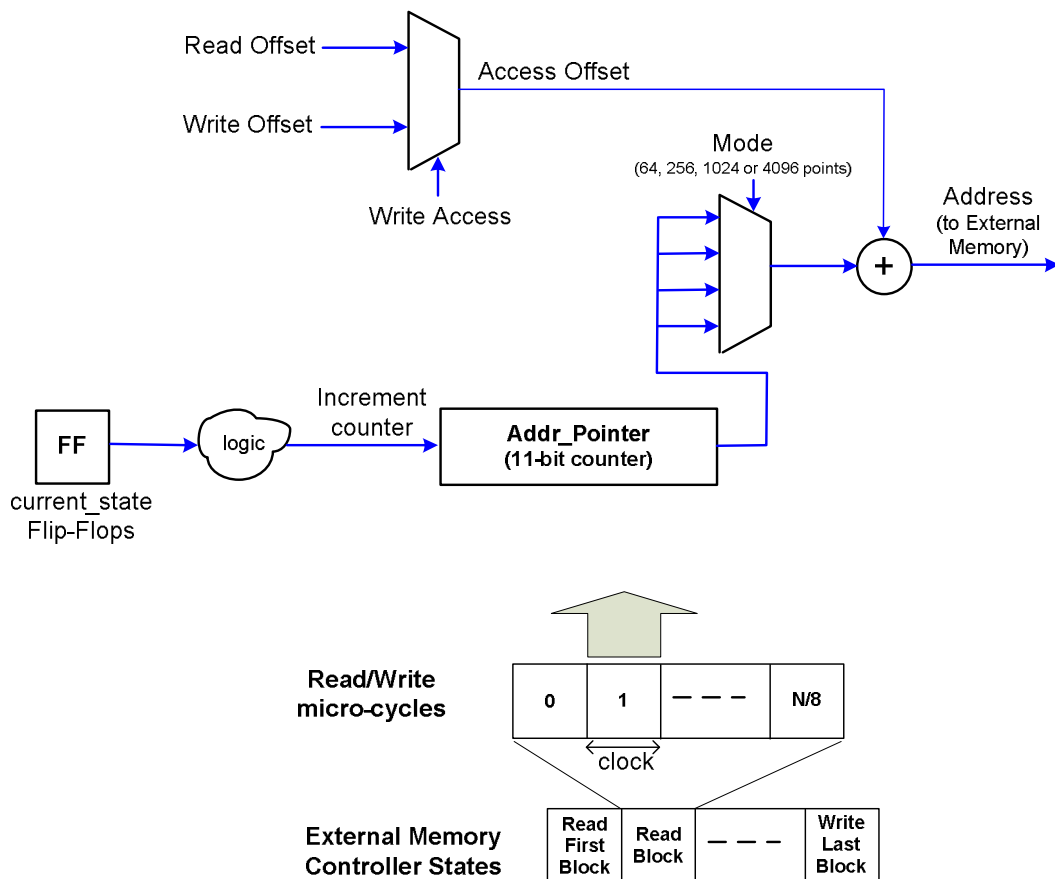 Read Offset
Access Offset
Write Offset
Mode
(64, 256, 1024 or 4096 points)
Write Access
Address
(to External
Memory)
+
Increment
counter
FF
logic
Addr_Pointer
(11-bit counter)
current_state
Flip-Flops
Read/Write
micro-cycles
0
1
N/8
clock
External Memory
Controller States
Read
First
Block
Read
Block
Write
Last
Block